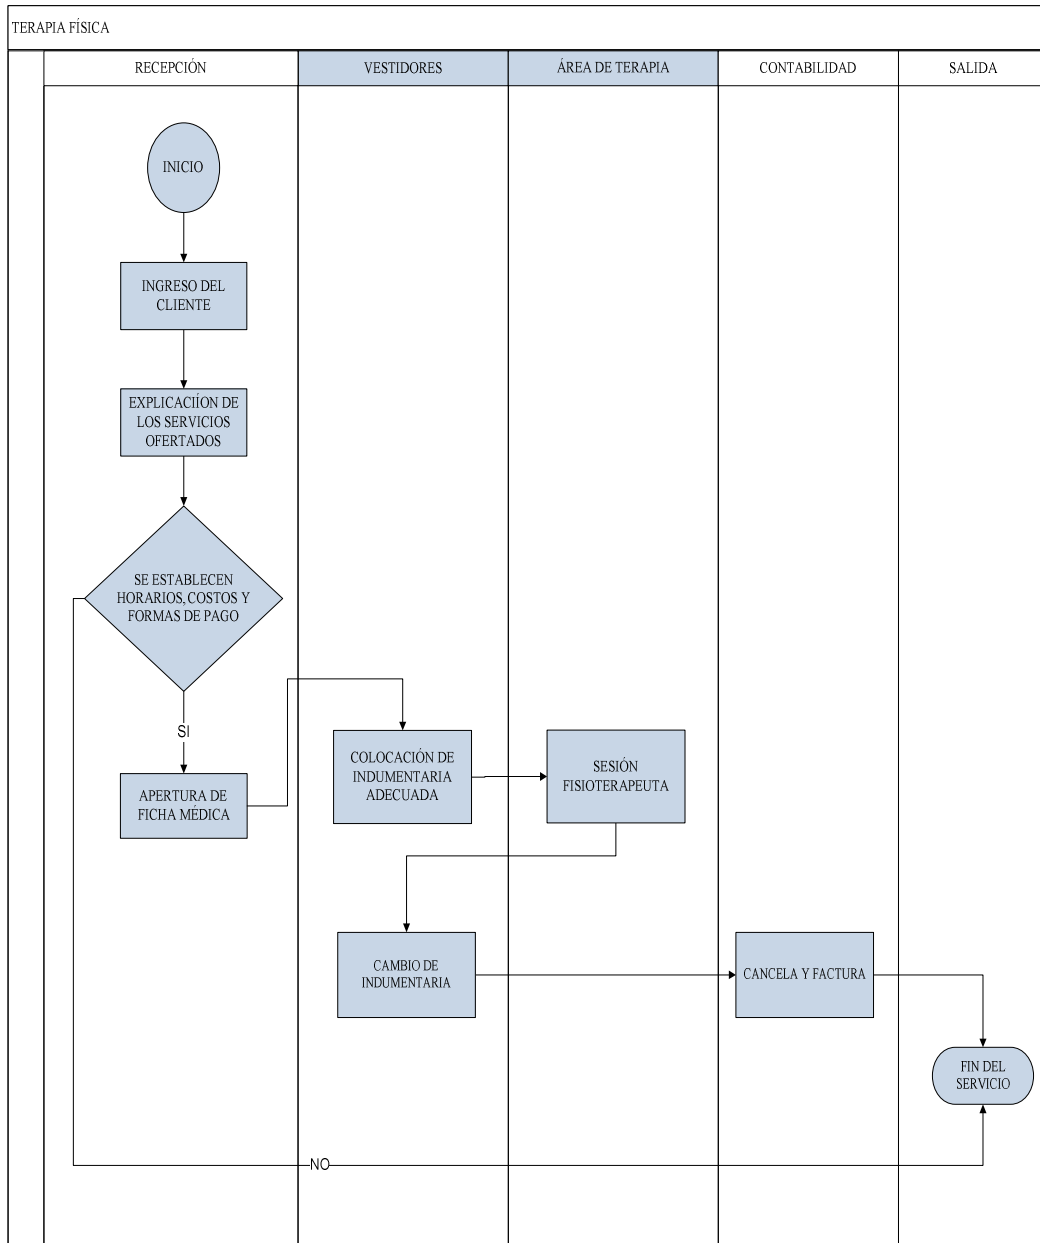 TERAPIA FÍSICA
RECEPCIÓN
VESTIDORES
ÁREA DE TERAPIA
CONTABILIDAD
SALIDA
INICIO
INGRESO DEL
CLIENTE
EXPLICACIÍON DE
LOS SERVICIOS
OFERTADOS
SE ESTABLECEN
HORARIOS, COSTOS Y
FORMAS DE PAGO
SI
APERTURA DE
FICHA MÉDICA
COLOCACIÓN DE
INDUMENTARIA
ADECUADA
SESIÓN
FISIOTERAPEUTA
CAMBIO DE
INDUMENTARIA
CANCELA Y FACTURA
FIN DEL
SERVICIO
NO